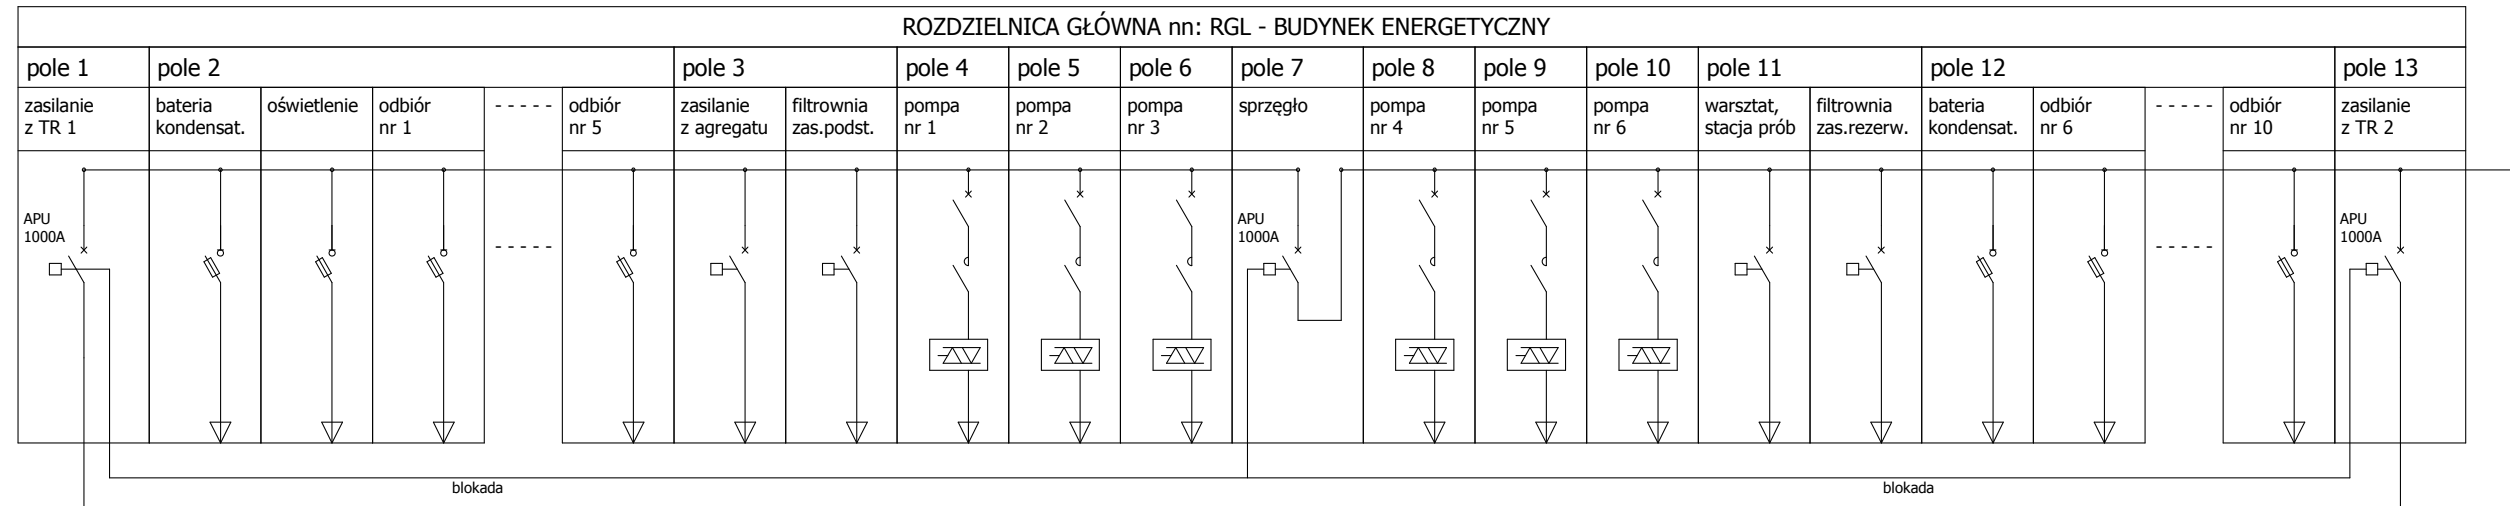 ROZDZIELNICA GŁÓWNA nn: RGL - BUDYNEK ENERGETYCZNY
pole 1
pole 2
pole 3
pole 4
pole 5
pole 6
pole 7
pole 8
pole 9
pole 10
pole 11
pole 12
pole 13
zasilanie
z TR 1
bateria
kondensat.
oświetlenie
odbiór
nr 1
- - - - -
odbiór
nr 5
zasilanie
z agregatu
filtrownia
zas.podst.
pompa
nr 1
pompa
nr 2
pompa
nr 3
sprzęgło
pompa
nr 4
pompa
nr 5
pompa
nr 6
warsztat,
stacja prób
filtrownia
zas.rezerw.
bateria
kondensat.
odbiór
nr 6
- - - - -
odbiór
nr 10
zasilanie
z TR 2
APU
1000A
- - - - -
APU
1000A
- - - - -
APU
1000A
blokada
blokada